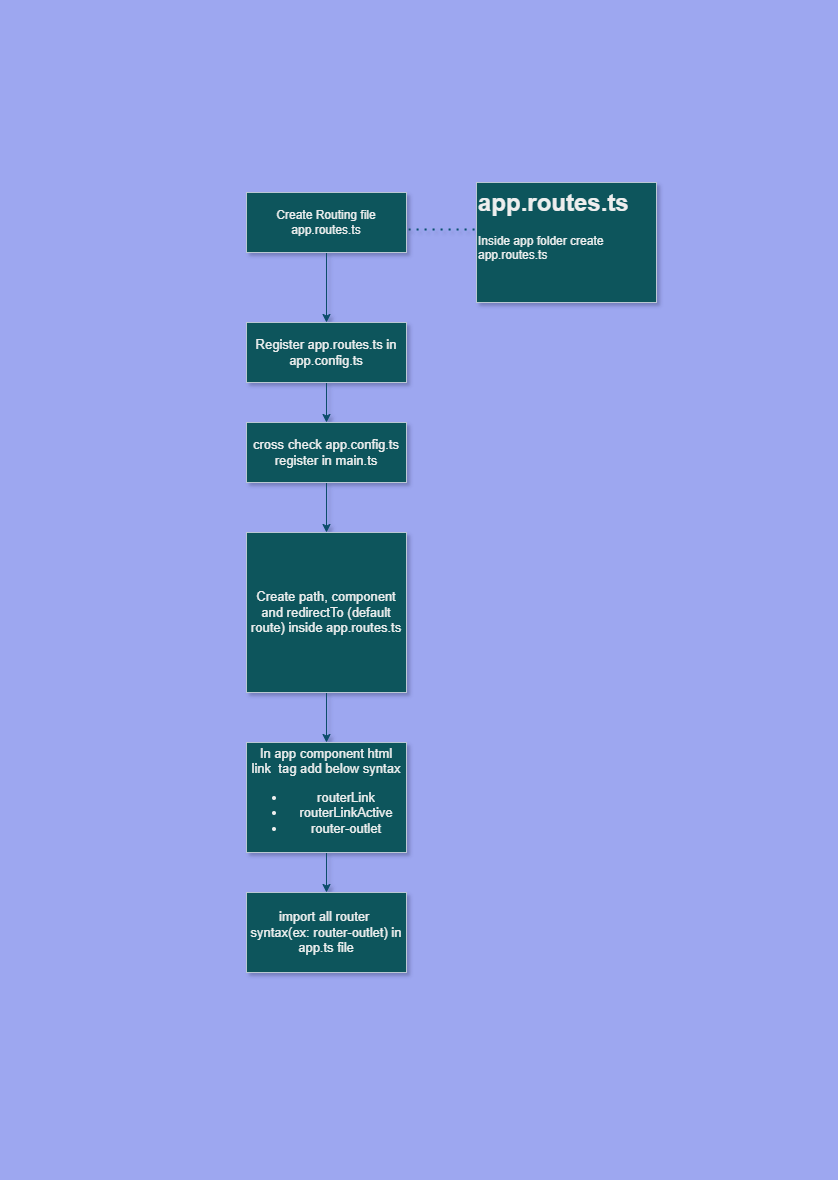 Create Routing file
app.routes.ts
app.routes.ts
Inside app folder create
app.routes.ts
Register app.routes.ts in
app.config.ts
cross check app.config.ts
register in main.ts
Create path, component
and redirectTo (default
route) inside app.routes.ts
In app component html
link tag add below syntax
• routerLink
• routerLinkActive
• router-outlet
import all router
syntax(ex: router-outlet) in
app.ts file